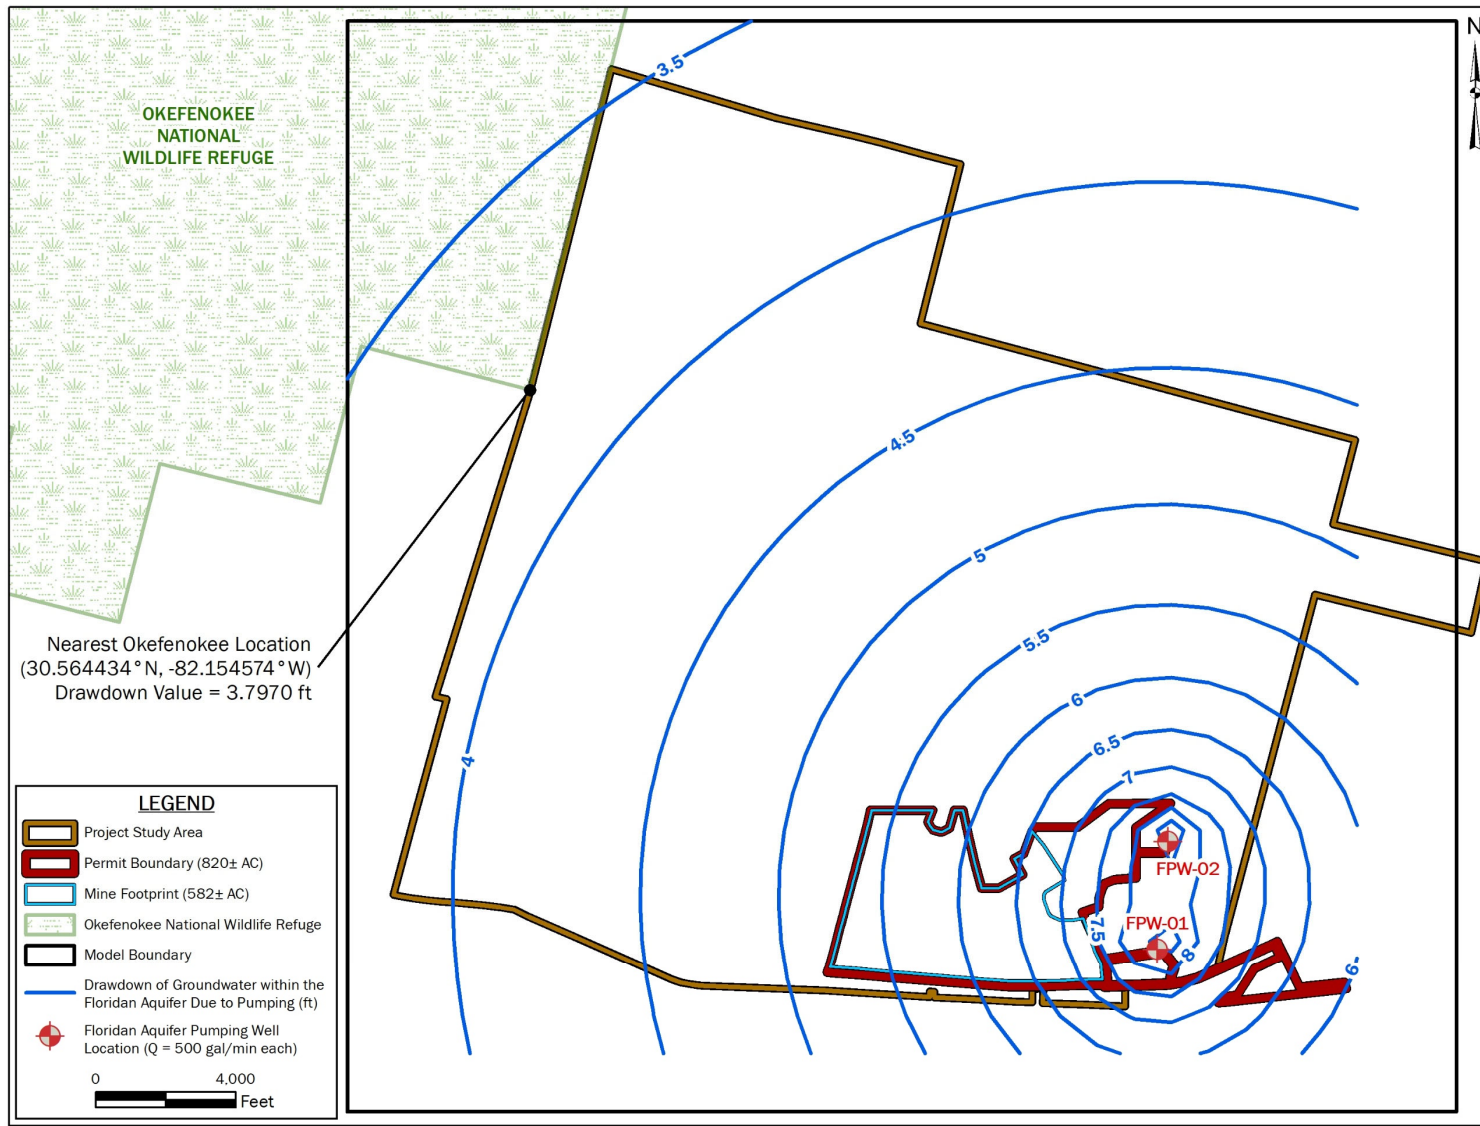 N
3.5
OKEFENOKEE
NATIONAL
WILDLIFE REFUGE
4.5
5
5.5
Nearest Okefenokee Location
(30.564434°N, -82.154574°W)
Drawdown Value = 3.7970 ft
6
6.5
4
7
FPW-02
7.5
FPW-01
8
6
LEGEND
Project Study Area
Permit Boundary (820± AC)
Mine Footprint (582± AC)
Okefenokee National Wildlife Refuge
Model Boundary
Drawdown of Groundwater within the
Floridan Aquifer Due to Pumping (ft)
Floridan Aquifer Pumping Well
Location (Q = 500 gal/min each)
0 4,000
Feet